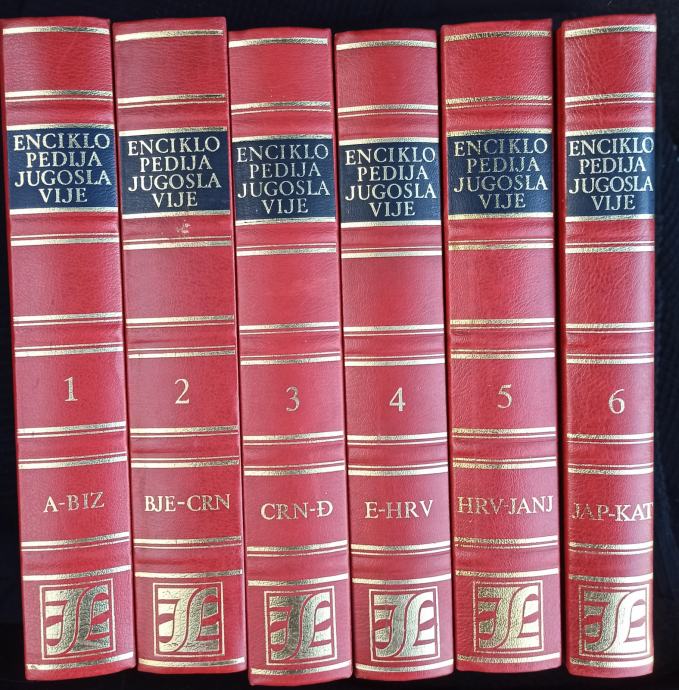 ENCIKLO
PEDIJA
JUGOSLA
VIJE
1
A-BIZ
ENCIKLO
PEDIJA
JUGOSLA
VIJE
2
BJE-CRN
ENCIKLO
PEDIJA
JUGOSLA
VIJE
3
CRN-Đ
ENCIKLO
PEDIJA
JUGOSLA
VIJE
4
E-HRV
ENCIKLO
PEDIJA
JUGOSLA
VIJE
5
HRV-JANJ
ENCIKLO
PEDIJA
JUGOSLA
VIJE
6
JAP-KAT